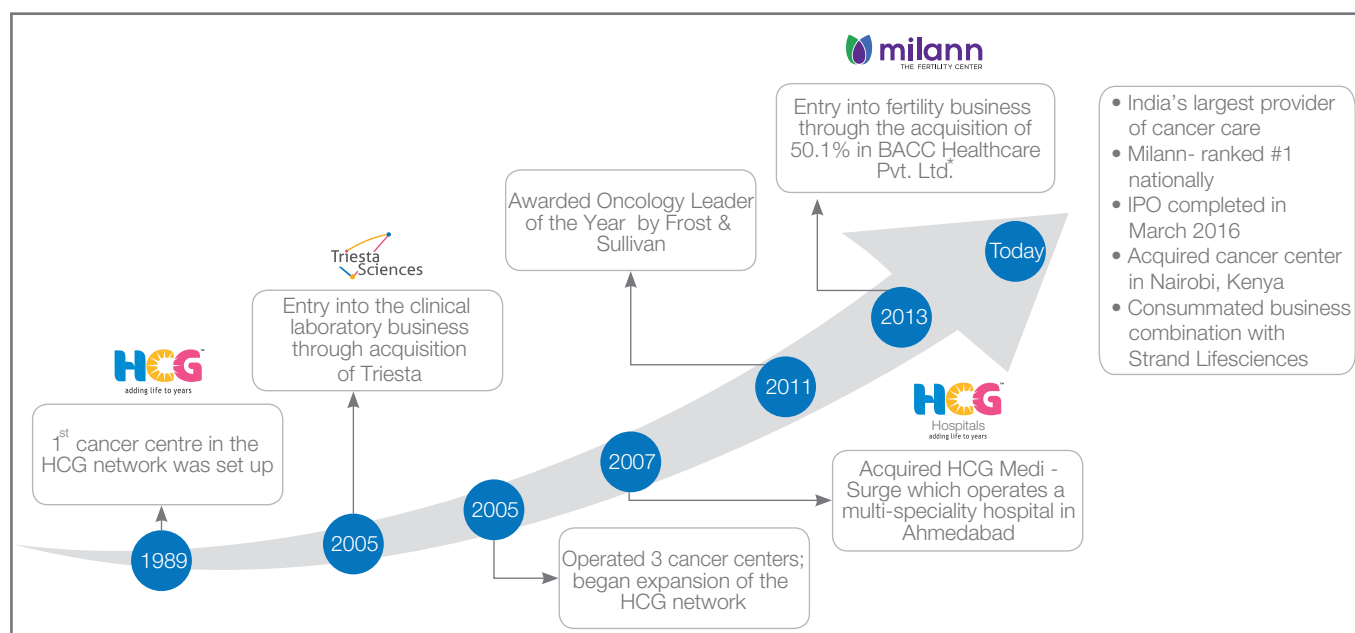 milann
THE FERTILITY CENTER
Entry into fertility business
through the acquisition of
50.1% in BACC Healthcare
Pvt. Ltd.*
• India's largest provider
of cancer care
• Milann- ranked #1
nationally
• IPO completed in
March 2016
• Acquired cancer center
in Nairobi, Kenya
• Consummated business
combination with
Strand Lifesciences
Awarded Oncology Leader
of the Year by Frost &
Sullivan
Triesta
Sciences
Entry into the clinical
laboratory business
through acquisition
of Triesta
HCG™
adding life to years
1st cancer centre in the
HCG network was set up
Today
2013
2011
2007
2005
2005
1989
HCG™
Hospitals
adding life to years
Acquired HCG Medi -
Surge which operates a
multi-speciality hospital in
Ahmedabad
Operated 3 cancer centers;
began expansion of the
HCG network